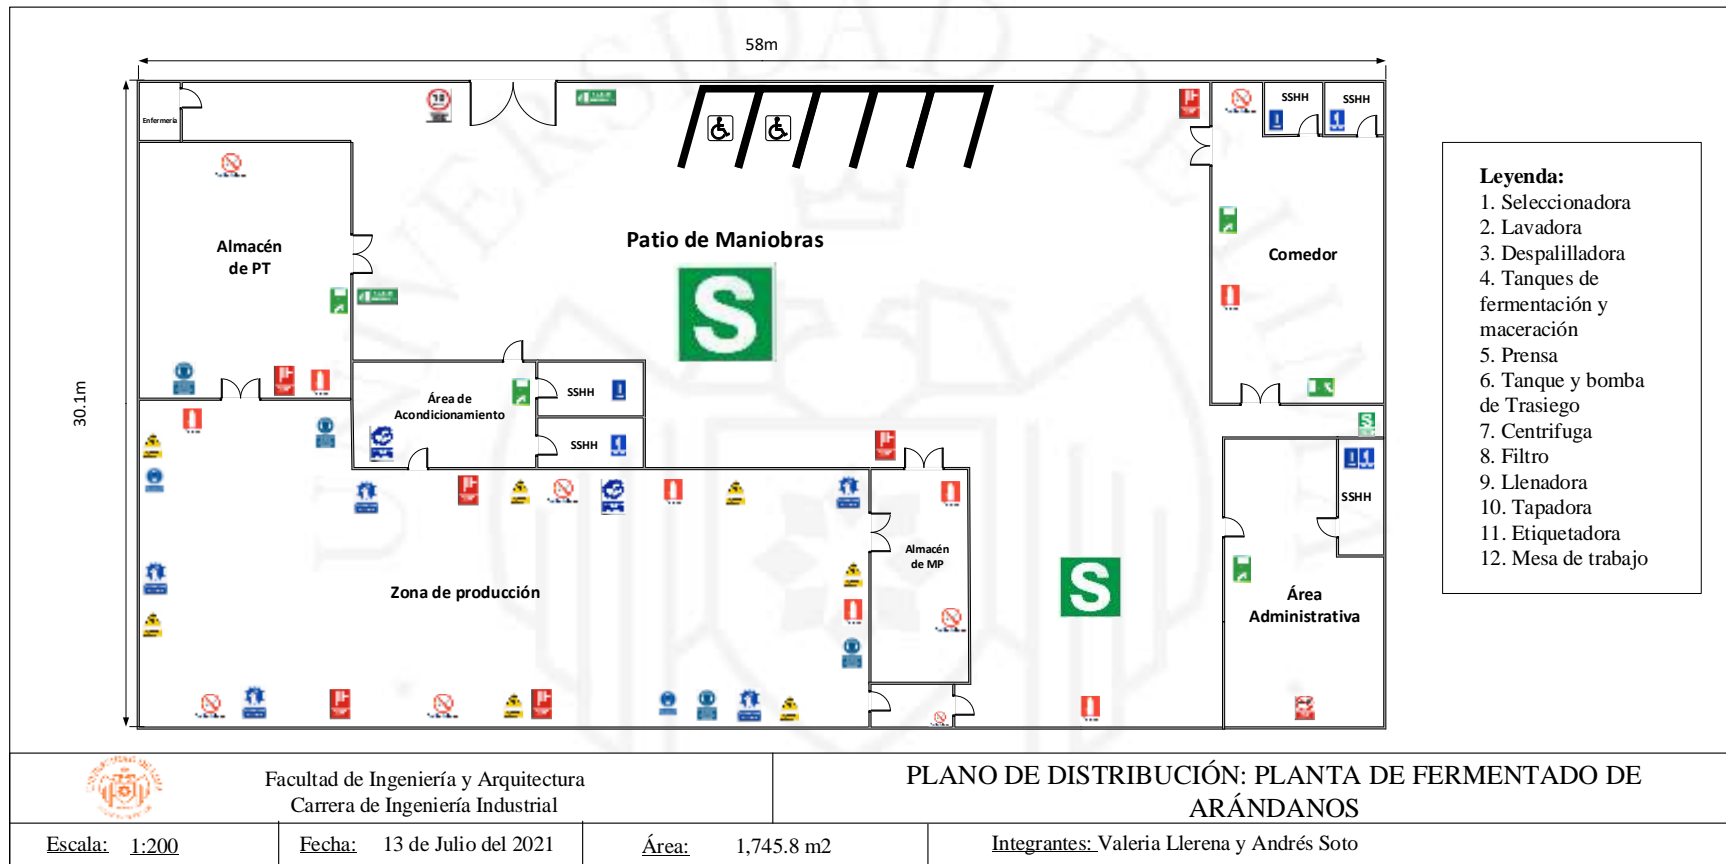 58m
30.1m
Enfermería
SSHH
SSHH
Almacén
de PT
Patio de Maniobras
S
Comedor
Área de
Acondicionamiento
SSHH
SSHH
S
SSHH
Almacén
de MP
Zona de producción
S
Área
Administrativa
Leyenda:
1. Seleccionadora
2. Lavadora
3. Despalilladora
4. Tanques de
fermentación y
maceración
5. Prensa
6. Tanque y bomba
de Trasiego
7. Centrifuga
8. Filtro
9. Llenadora
10. Tapadora
11. Etiquetadora
12. Mesa de trabajo
UNIVERSIDAD DE LIMA
Facultad de Ingeniería y Arquitectura
Carrera de Ingeniería Industrial
PLANO DE DISTRIBUCIÓN: PLANTA DE FERMENTADO DE
ARÁNDANOS
Escala: 1:200
Fecha: 13 de Julio del 2021
Área: 1,745.8 m2
Integrantes: Valeria Llerena y Andrés Soto